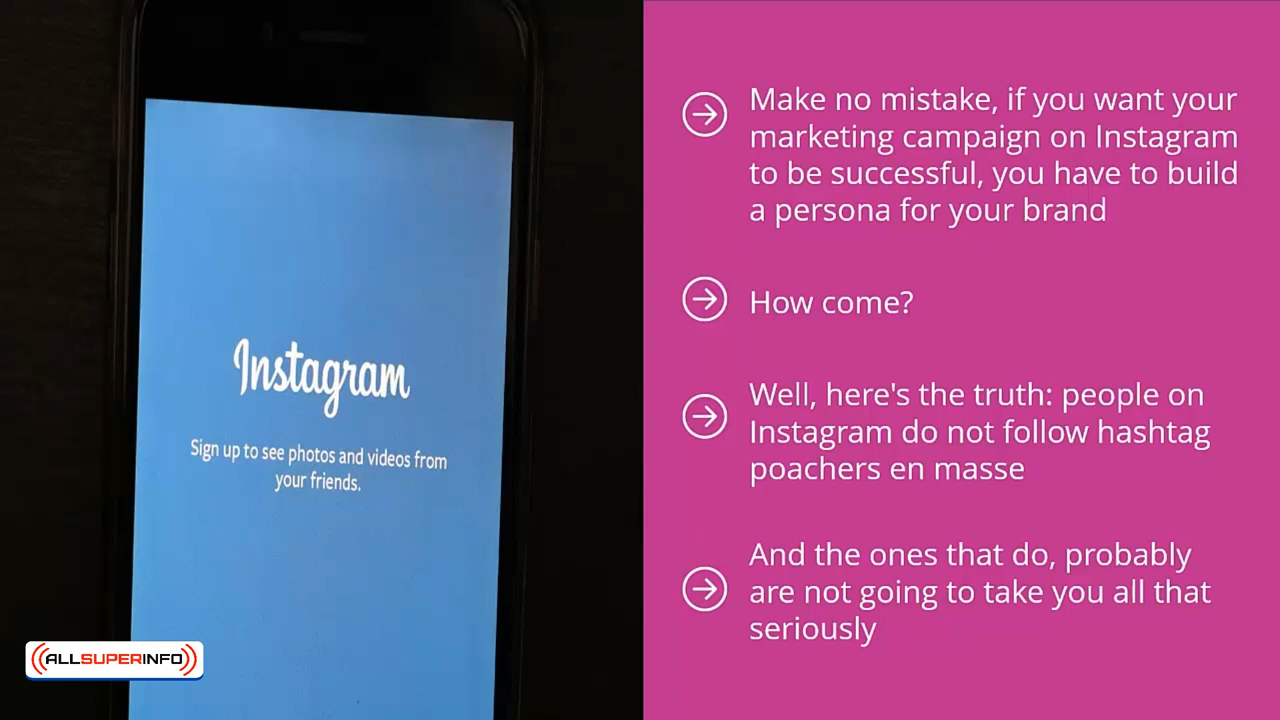 Instagram
Sign up to see photos and videos from
your friends.
ALLSUPERINFO
Make no mistake, if you want your
marketing campaign on Instagram
to be successful, you have to build
a persona for your brand
How come?
Well, here's the truth: people on
Instagram do not follow hashtag
poachers en masse
And the ones that do, probably
are not going to take you all that
seriously